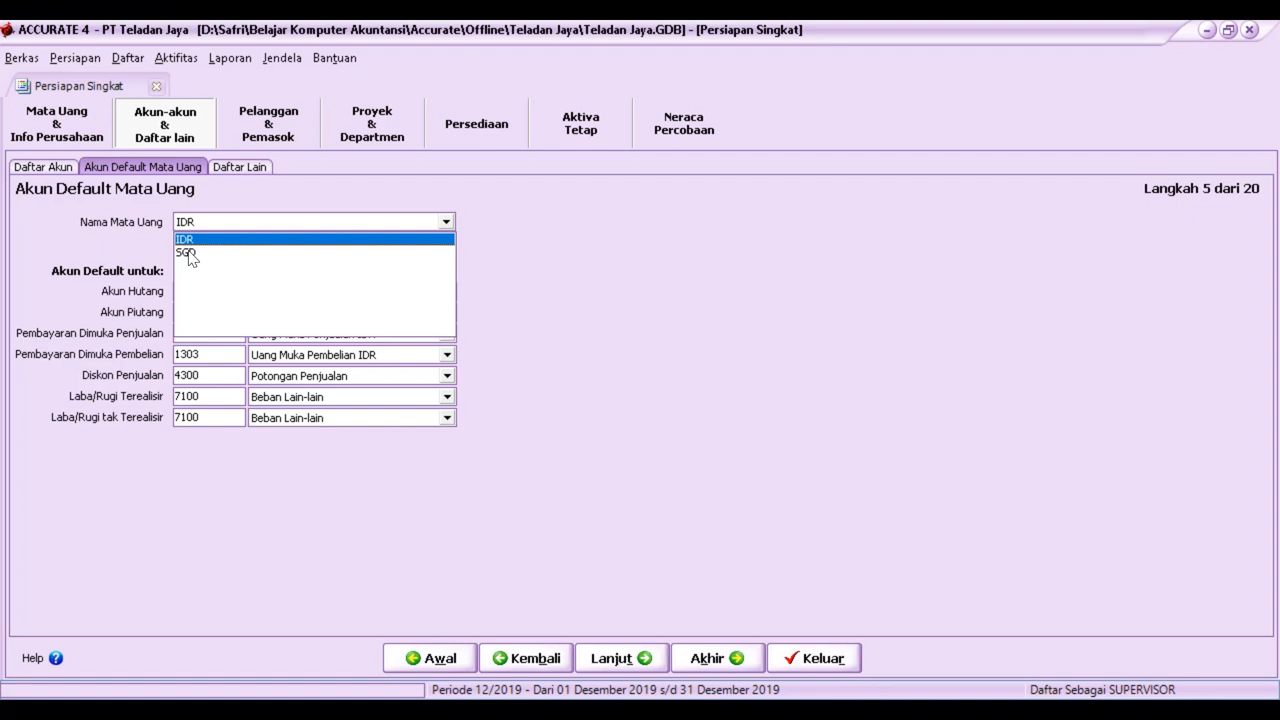 ACCURATE 4 - PT Teladan Jaya [D:\Safri\Belajar Komputer Akuntansi\Accurate\Offline\Teladan Jaya\Teladan Jaya.GDB] - [Persiapan Singkat]
Berkas Persiapan Daftar Aktifitas Laporan Jendela Bantuan
Persiapan Singkat
Mata Uang & Info Perusahaan
Akun-akun & Daftar lain
Pelanggan & Pemasok
Proyek & Departmen
Persediaan
Aktiva Tetap
Neraca Percobaan
Daftar Akun Akun Default Mata Uang Daftar Lain
Akun Default Mata Uang Langkah 5 dari 20
Nama Mata Uang IDR
IDR
SGD
Akun Default untuk:
Akun Hutang
Akun Piutang
Pembayaran Dimuka Penjualan
Pembayaran Dimuka Pembelian 1303 Uang Muka Pembelian IDR
Diskon Penjualan 4300 Potongan Penjualan
Laba/Rugi Terealisir 7100 Beban Lain-lain
Laba/Rugi tak Terealisir 7100 Beban Lain-lain
Help Awal Kembali Lanjut Akhir Keluar
Periode 12/2019 - Dari 01 Desember 2019 s/d 31 Desember 2019 Daftar Sebagai SUPERVISOR